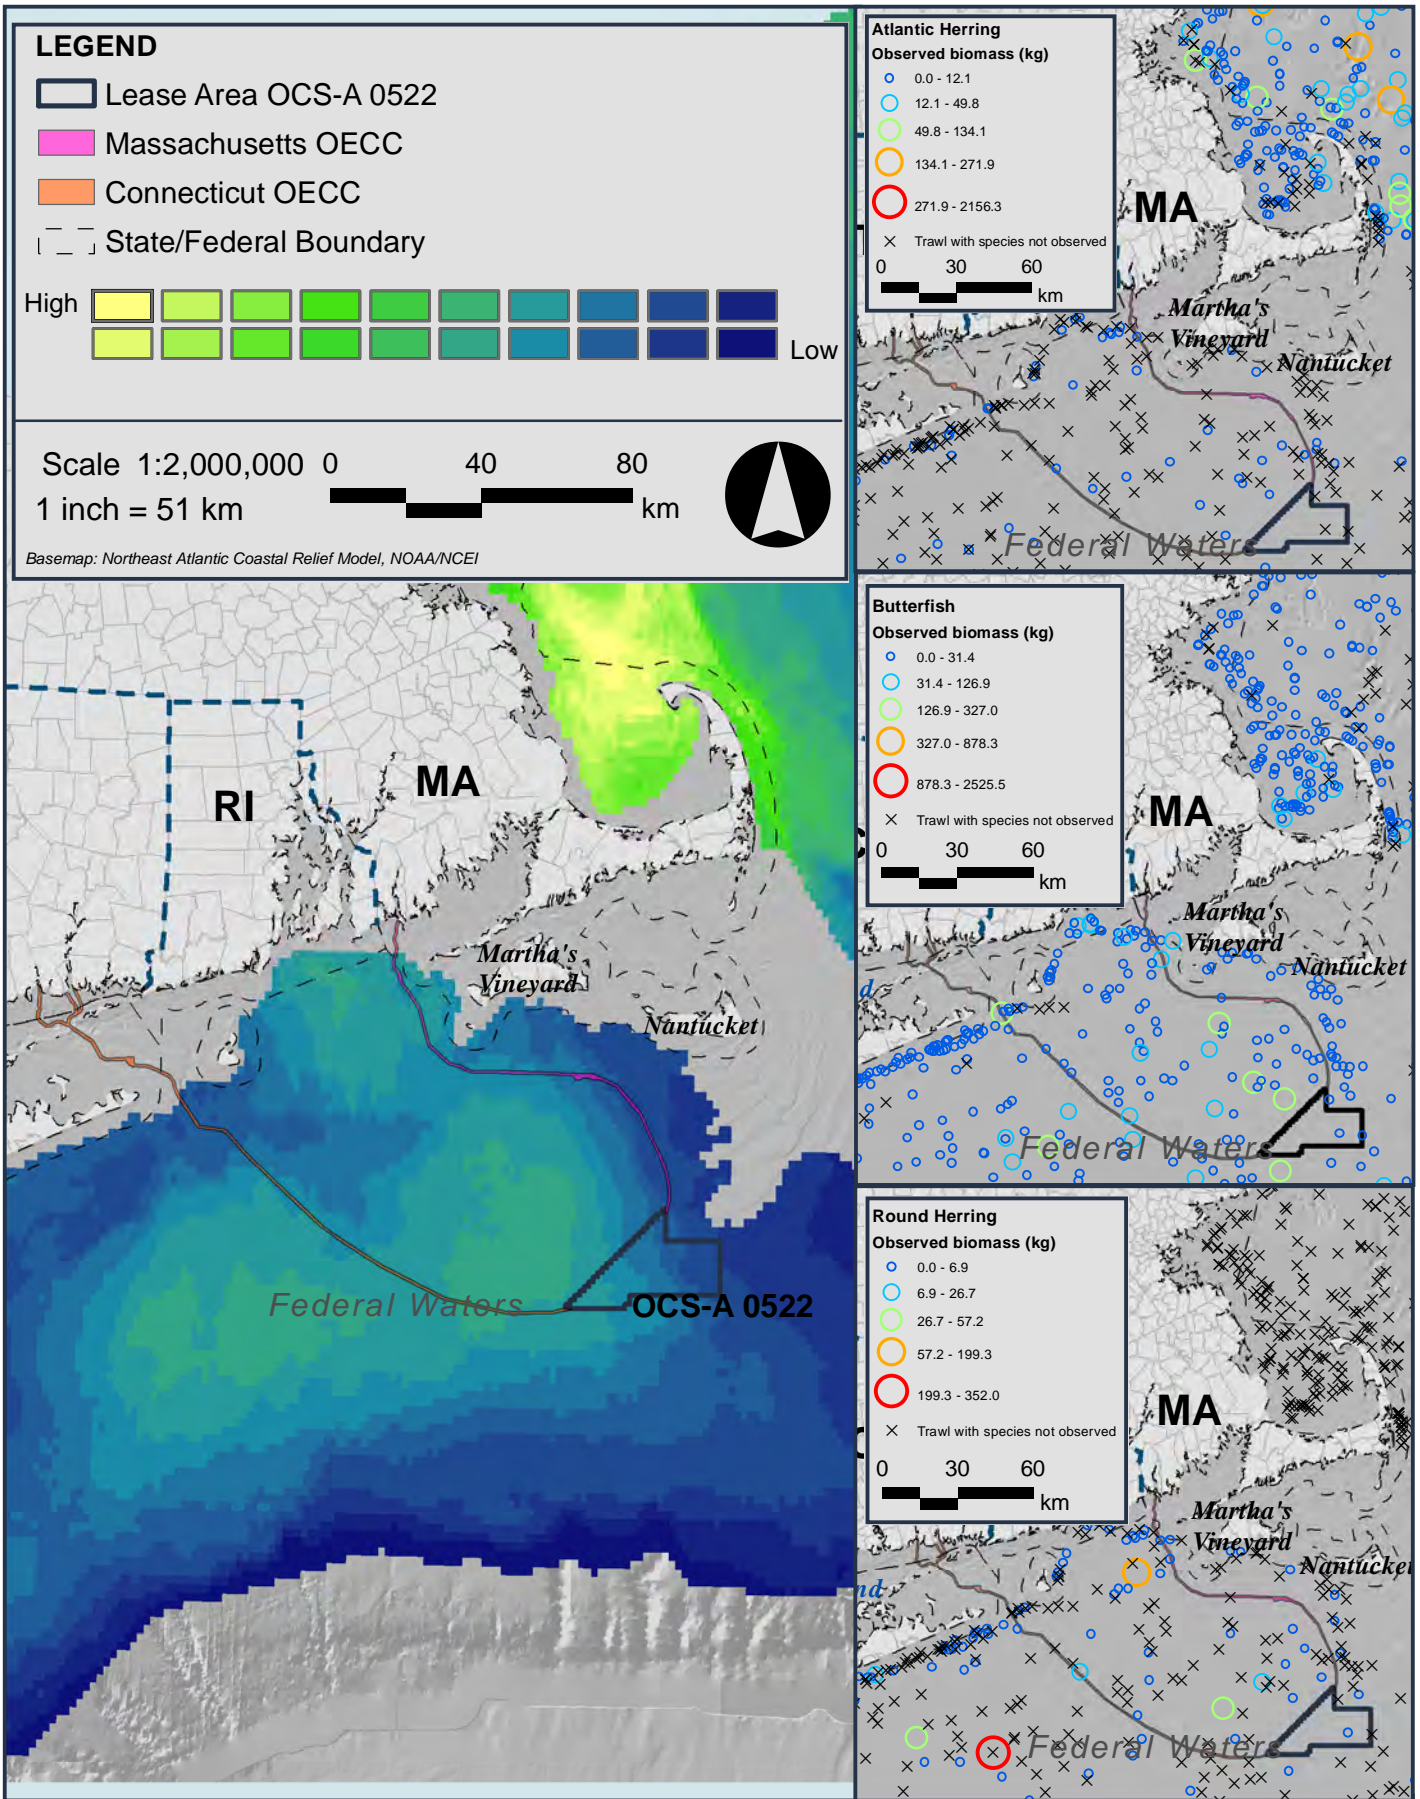 LEGEND
Lease Area OCS-A 0522
Massachusetts OECC
Connecticut OECC
State/Federal Boundary
High
Low
Scale 1:2,000,000 0 40 80
1 inch = 51 km
km
Basemap: Northeast Atlantic Coastal Relief Model, NOAA/NCEI
RI
MA
Martha's
Vineyard
Nantucket
Federal Waters
OCS-A 0522
Atlantic Herring
Observed biomass (kg)
0.0 - 12.1
12.1 - 49.8
49.8 - 134.1
134.1 - 271.9
271.9 - 2156.3
Trawl with species not observed
0 30 60
km
MA
Martha's
Vineyard
Nantucket
Federal Waters
Butterfish
Observed biomass (kg)
0.0 - 31.4
31.4 - 126.9
126.9 - 327.0
327.0 - 878.3
878.3 - 2525.5
Trawl with species not observed
0 30 60
km
MA
Martha's
Vineyard
Nantucket
Federal Waters
Round Herring
Observed biomass (kg)
0.0 - 6.9
6.9 - 26.7
26.7 - 57.2
57.2 - 199.3
199.3 - 352.0
Trawl with species not observed
0 30 60
km
MA
Martha's
Vineyard
Nantucket
nd
Federal Waters